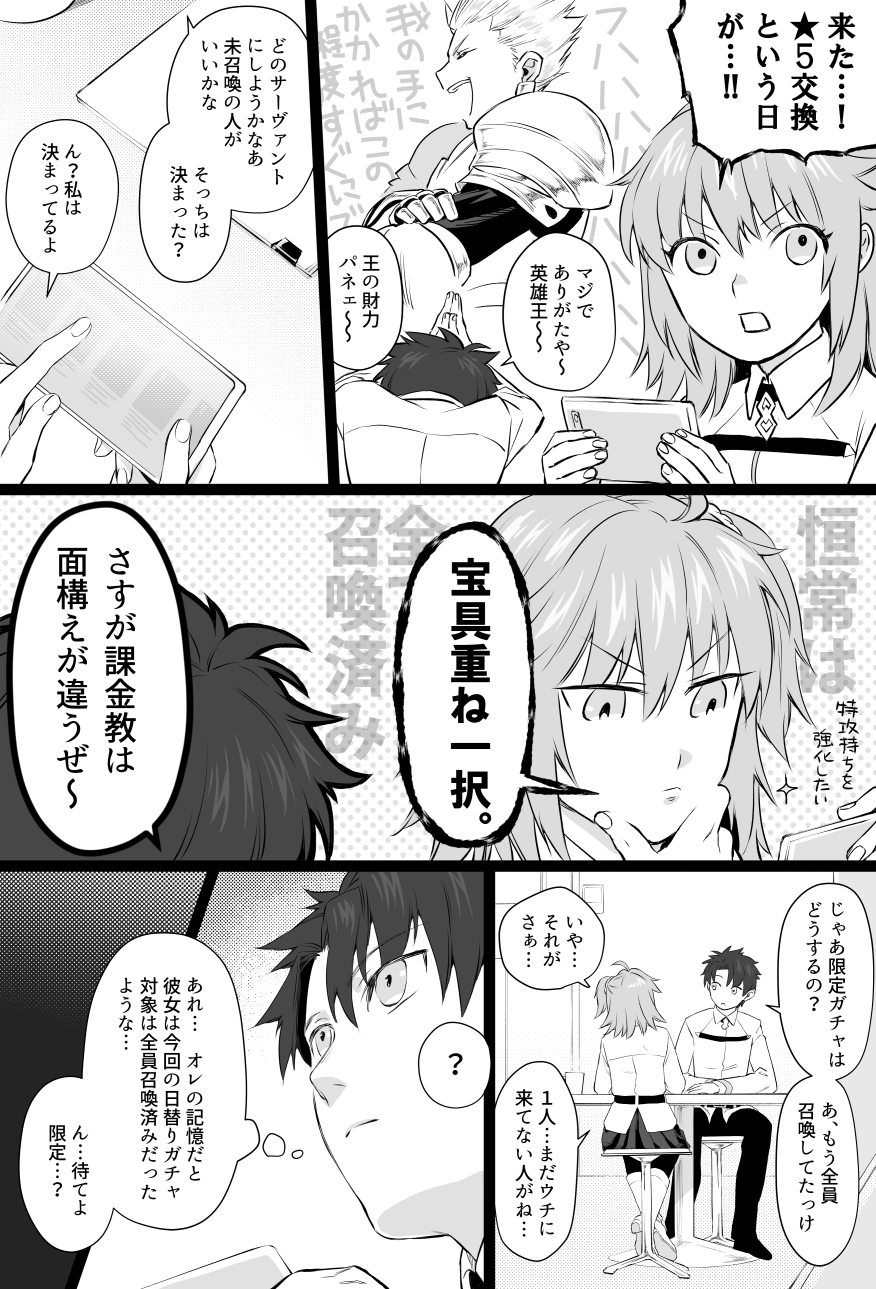 来た…！
★５交換
という日
が…!!
フハハハハハハハ
我の手に
かかればこの
程度すぐにでも
マジで
ありがたや〜
英雄王〜
王の財力
パネェ〜
どのサーヴァント
にしようかなあ
未召喚の人が
いいかな
そっちは
決まった？
ん？私は
決まってるよ
恒常は
全て
召喚済み
特攻持ちを
強化したい
宝具重ね一択。
さすが課金教は
面構えが違うぜ〜
じゃあ限定ガチャは
どうするの？
あ、もう全員
召喚してたっけ
いや…
それが
さぁ…
１人…まだウチに
来てない人がね…
？
あれ…　オレの記憶だと
彼女は今回の日替りガチャ
対象は全員召喚済みだった
ような…
ん…待てよ
限定…？